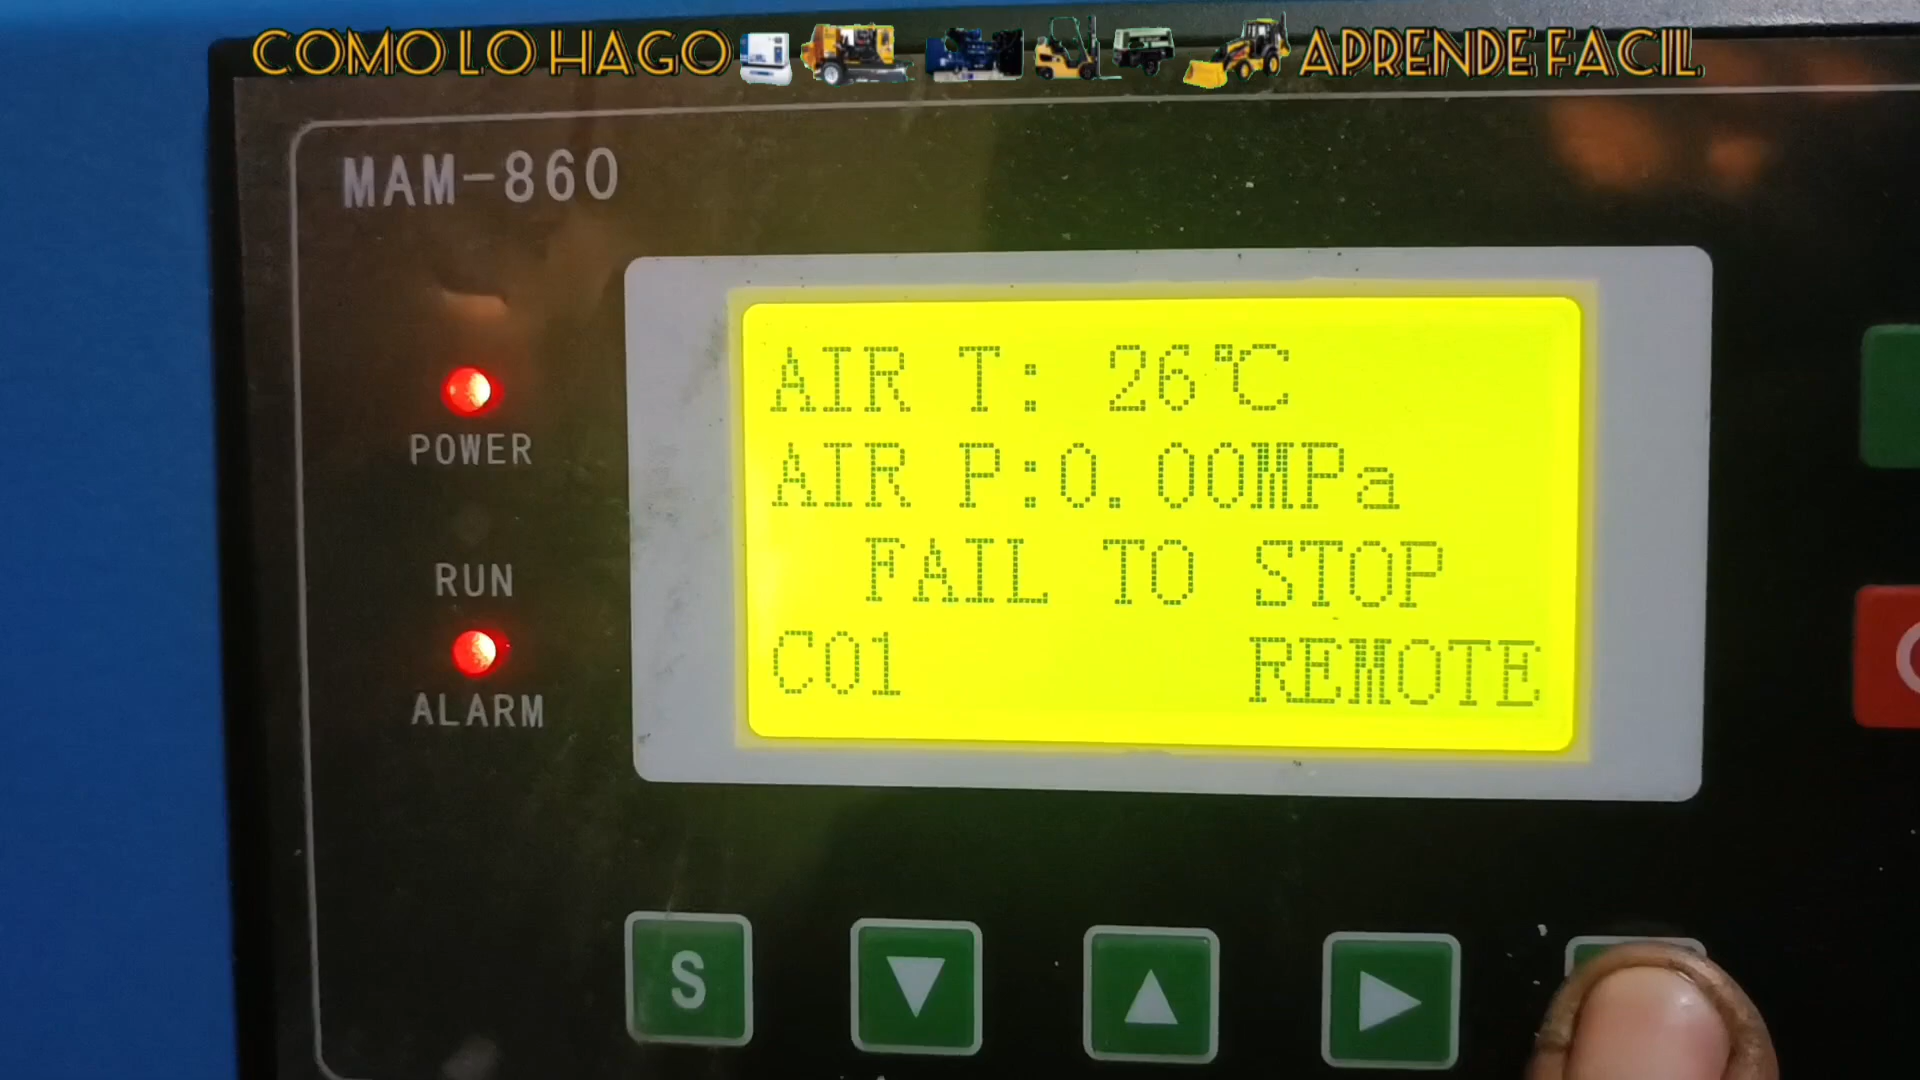 COMO LO HAGO APRENDE FACIL
MAM-860
AIR T: 26℃
AIR P:0.00MPa
FAIL TO STOP
C01 REMOTE
POWER
RUN
ALARM
S